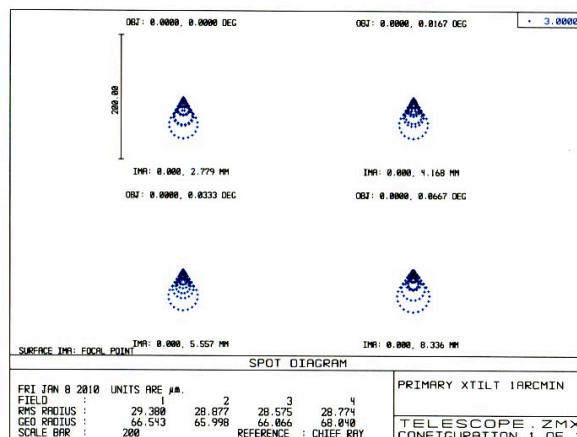 OBJ: 0.0000, 0.0000 DEG
OBJ: 0.0000, 0.0167 DEG
3.0000
200.00
IMA: 0.000, 2.779 MM
IMA: 0.000, 4.168 MM
OBJ: 0.0000, 0.0333 DEG
OBJ: 0.0000, 0.0667 DEG
IMA: 0.000, 5.557 MM
IMA: 0.000, 8.336 MM
SURFACE IMA: FOCAL POINT
SPOT DIAGRAM
FRI JAN 8 2010 UNITS ARE µm.
FIELD : 1 2 3 4
RMS RADIUS : 29.380 28.877 28.575 28.774
GEO RADIUS : 66.543 65.998 66.066 68.040
SCALE BAR : 200 REFERENCE : CHIEF RAY
PRIMARY XTILT 1ARCMIN
TELESCOPE.ZMX
CONFIGURATION 1 OF